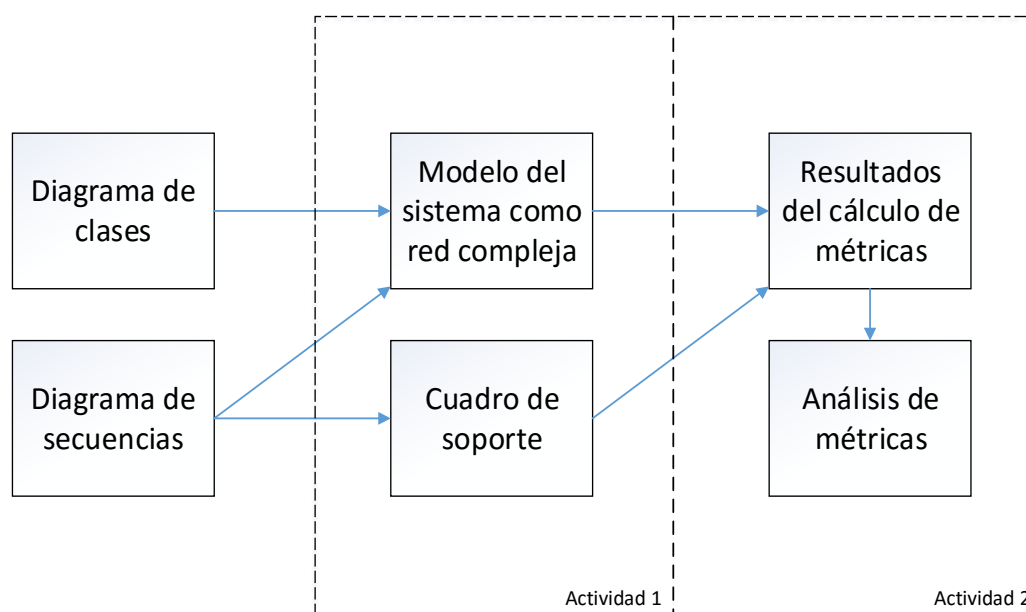 Diagrama de
clases
Modelo del
sistema como
red compleja
Resultados
del cálculo de
métricas
Diagrama de
secuencias
Cuadro de
soporte
Análisis de
métricas
Actividad 1
Actividad 2